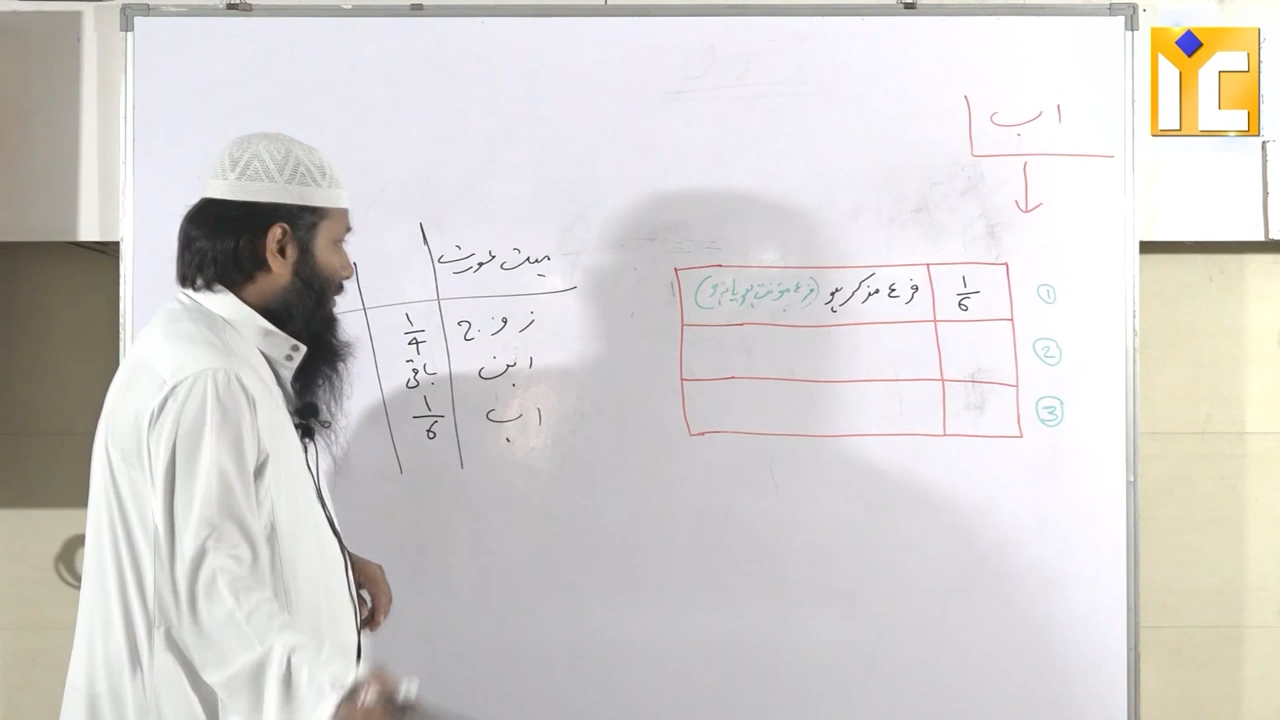 IYC
اب
1/6 فرع مذکر ہو (فرع مؤنث ہو یا نہ ہو) ①
②
③
میت عورت
زوج 1/4
ابن باقی
اب 1/6